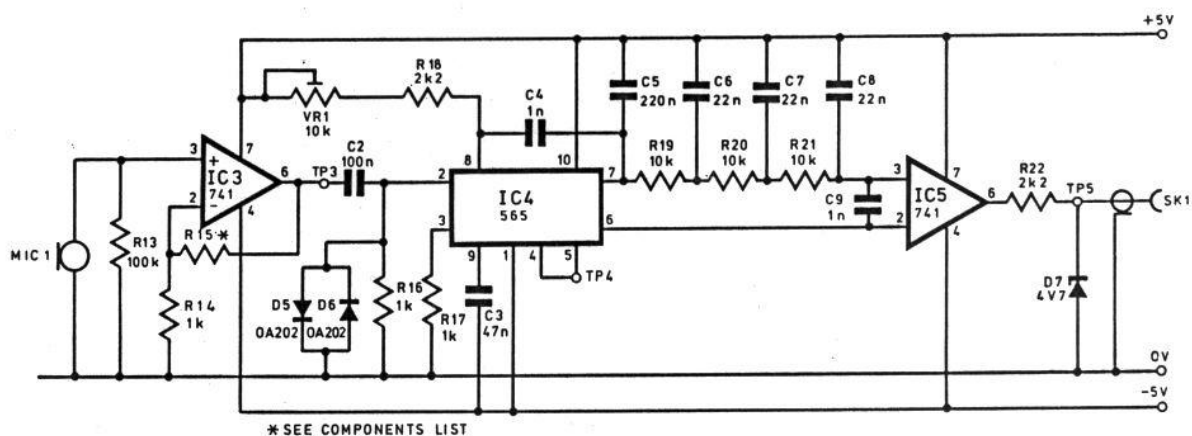 +5V
R18
2k2
C5
220n
C6
22n
C7
22n
C8
22n
VR1
10k
C4
1n
3
+
7
IC3
741
6
2
-
4
TP3
C2
100n
8
10
2
7
IC4
565
3
6
9
1
4
5
TP4
R19
10k
R20
10k
R21
10k
C9
1n
3
7
IC5
741
6
2
4
R22
2k2
TP5
SK1
MIC 1
R13
100k
R15 *
R14
1k
D5
OA202
D6
OA202
R16
1k
R17
1k
C3
47n
D7
4V7
0V
-5V
* SEE COMPONENTS LIST